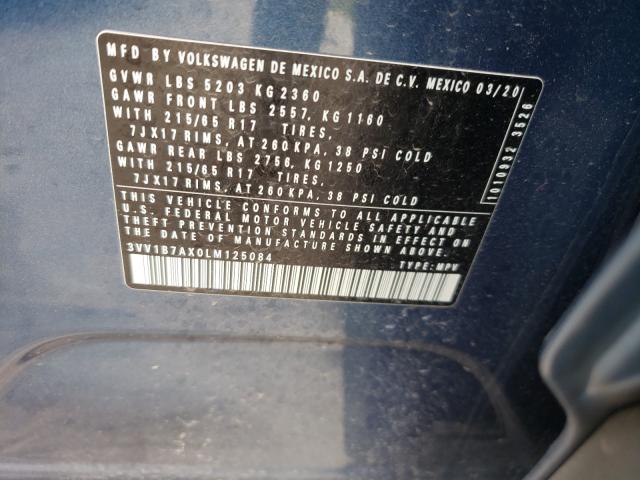 MFD BY VOLKSWAGEN DE MEXICO S.A. DE C.V. MEXICO 03/20
GVWR LBS 5203 KG 2360
GAWR FRONT LBS 2557, KG 1160
WITH 215/65 R17 TIRES,
7JX17 RIMS, AT 260 KPA, 38 PSI COLD
GAWR REAR LBS 2756, KG 1250
WITH 215/65 R17 TIRES,
7JX17 RIMS, AT 260 KPA, 38 PSI COLD
THIS VEHICLE CONFORMS TO ALL APPLICABLE
U.S. FEDERAL MOTOR VEHICLE SAFETY AND
THEFT PREVENTION STANDARDS IN EFFECT ON
THE DATE OF MANUFACTURE SHOWN ABOVE
3VV1B7AX0LM125084
TYPE: MPV
1010932 3526